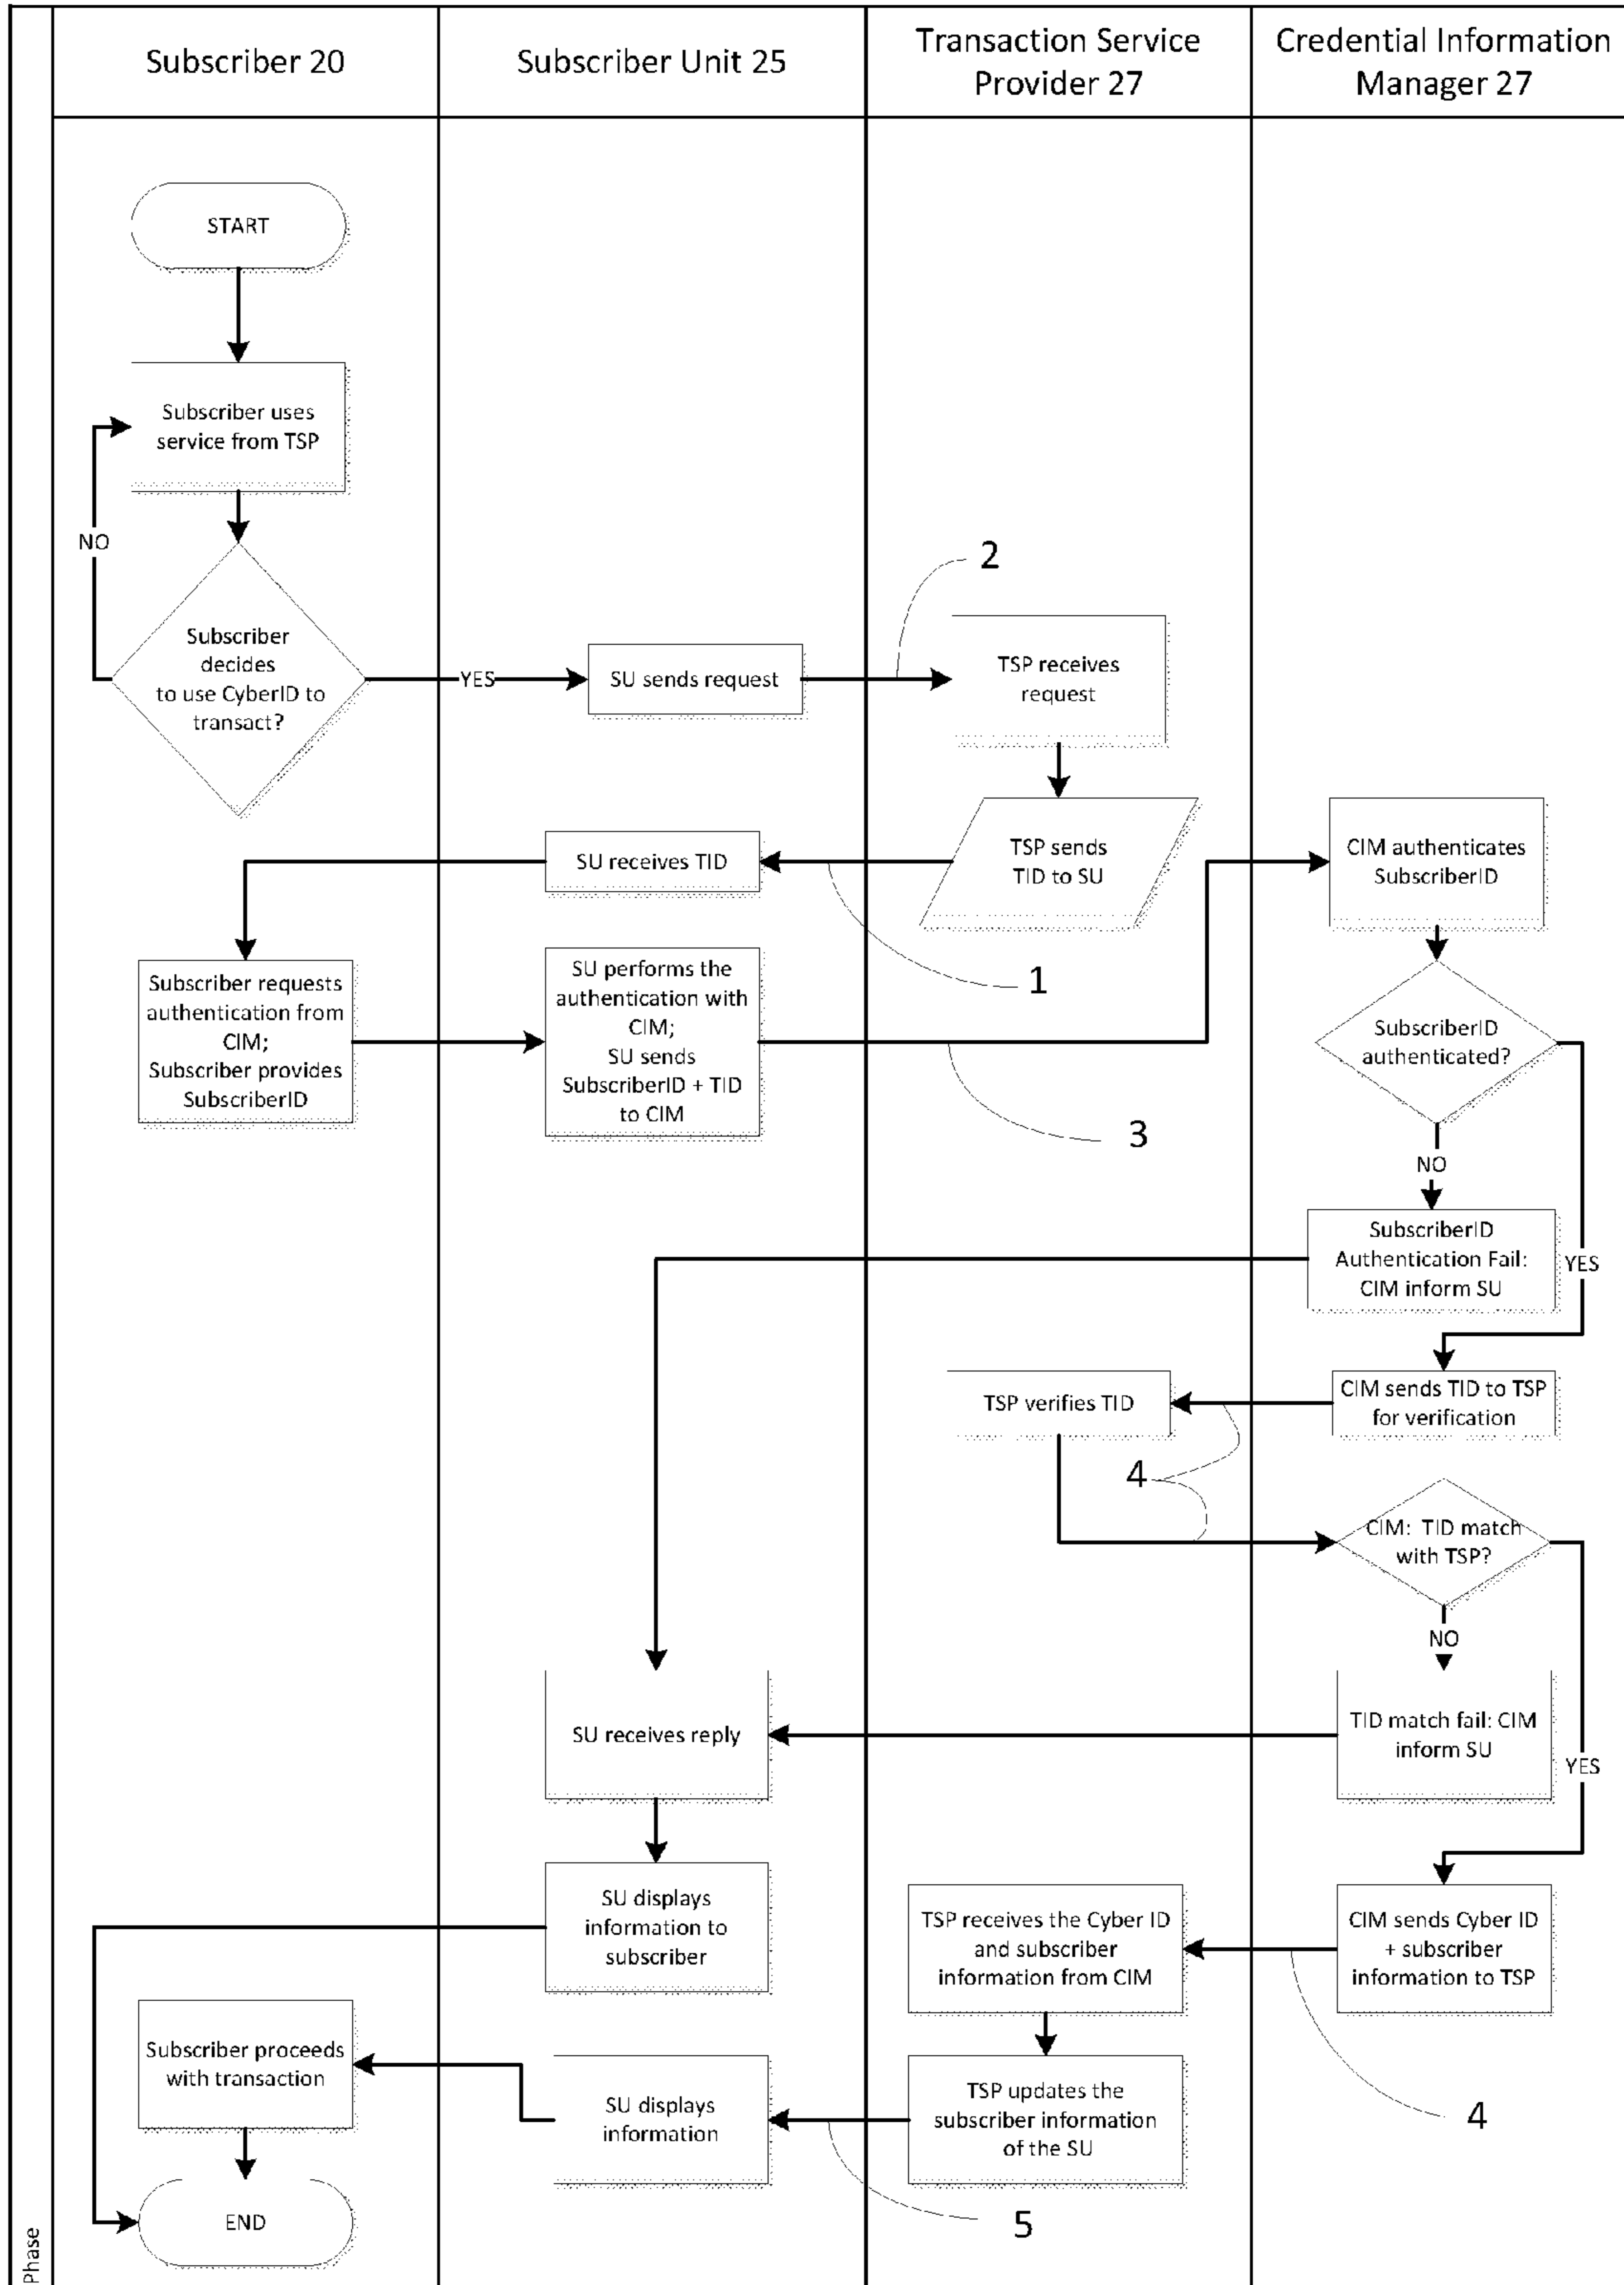 Subscriber 20
Subscriber Unit 25
Transaction Service
Provider 27
Credential Information
Manager 27
START
Subscriber uses
service from TSP
NO
Subscriber
decides
to use CyberID to
transact?
YES
SU sends request
2
TSP receives
request
SU receives TID
TSP sends
TID to SU
CIM authenticates
SubscriberID
1
Subscriber requests
authentication from
CIM;
Subscriber provides
SubscriberID
SU performs the
authentication with
CIM;
SU sends
SubscriberID + TID
to CIM
3
SubscriberID
authenticated?
NO
SubscriberID
Authentication Fail:
CIM inform SU
YES
TSP verifies TID
CIM sends TID to TSP
for verification
4
CIM: TID match
with TSP?
NO
SU receives reply
TID match fail: CIM
inform SU
YES
SU displays
information to
subscriber
TSP receives the Cyber ID
and subscriber
information from CIM
CIM sends Cyber ID
+ subscriber
information to TSP
4
Subscriber proceeds
with transaction
SU displays
information
TSP updates the
subscriber information
of the SU
5
END
Phase